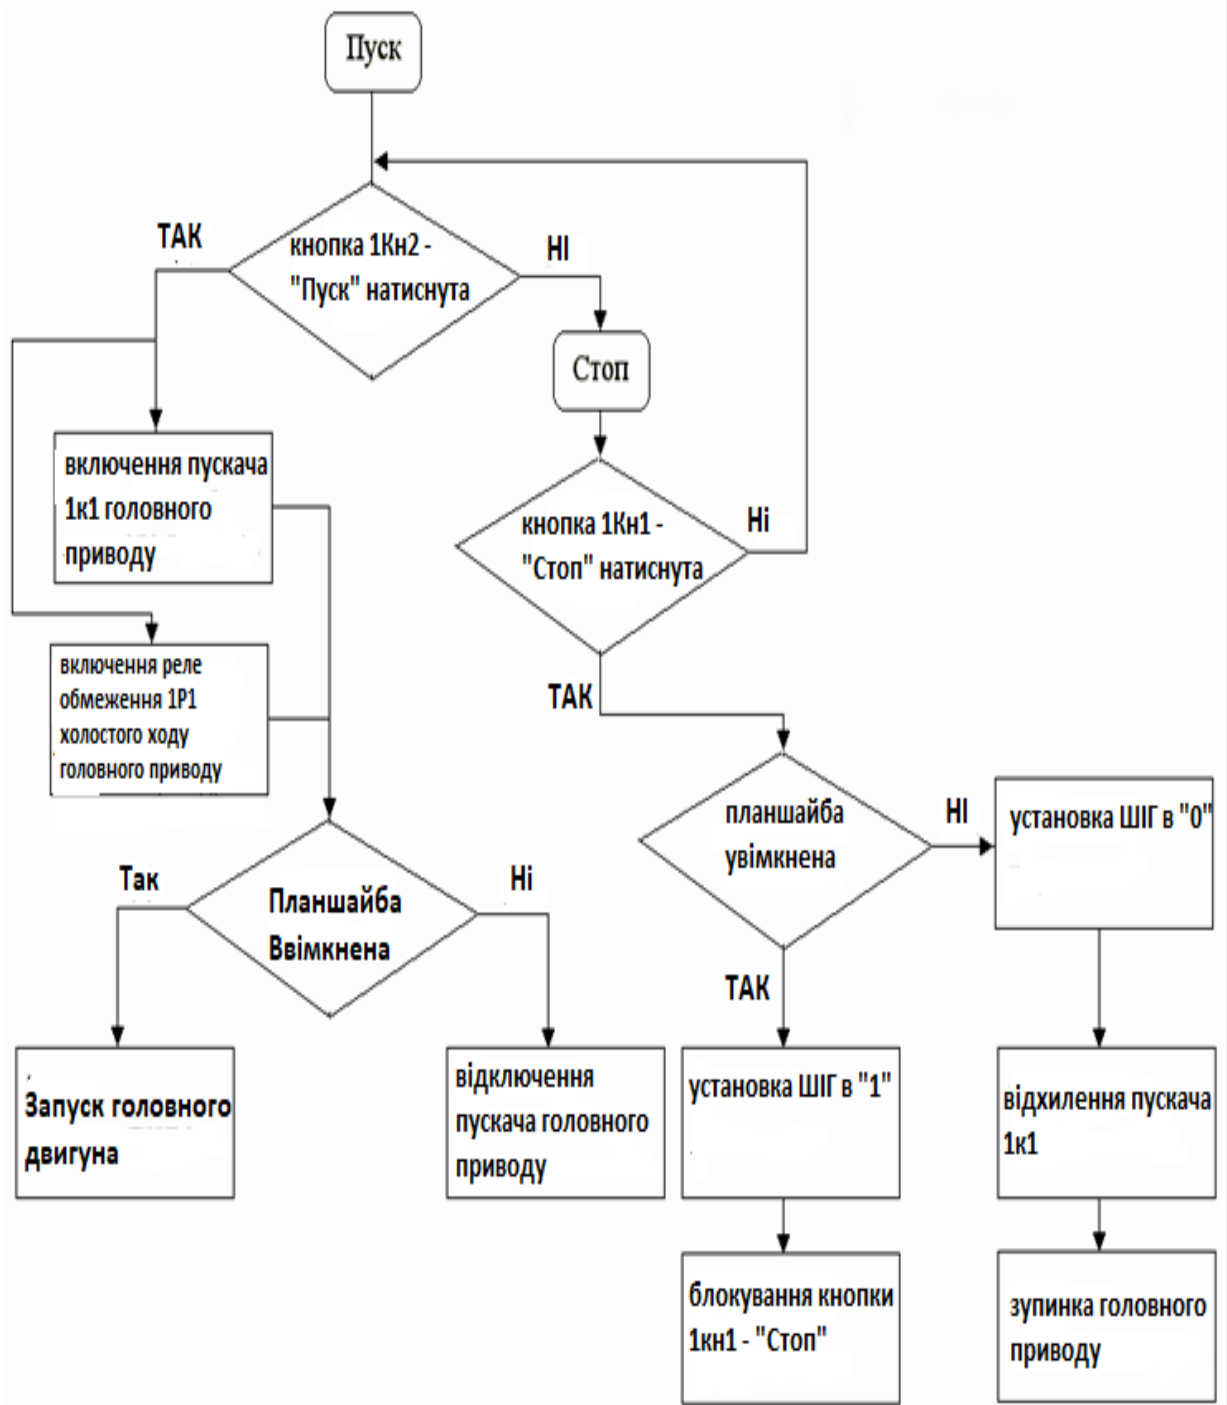 Пуск
ТАК
кнопка 1Кн2 -
"Пуск" натиснута
НІ
Стоп
включення пускача
1к1 головного
приводу
кнопка 1Кн1 -
"Стоп" натиснута
Ні
включення реле
обмеження 1Р1
холостого ходу
головного приводу
ТАК
планшайба
увімкнена
НІ
установка ШІГ в "0"
Так
Планшайба
Ввімкнена
Ні
ТАК
Запуск головного
двигуна
відключення
пускача головного
приводу
установка ШІГ в "1"
відхилення пускача
1к1
блокування кнопки
1кн1 - "Стоп"
зупинка головного
приводу